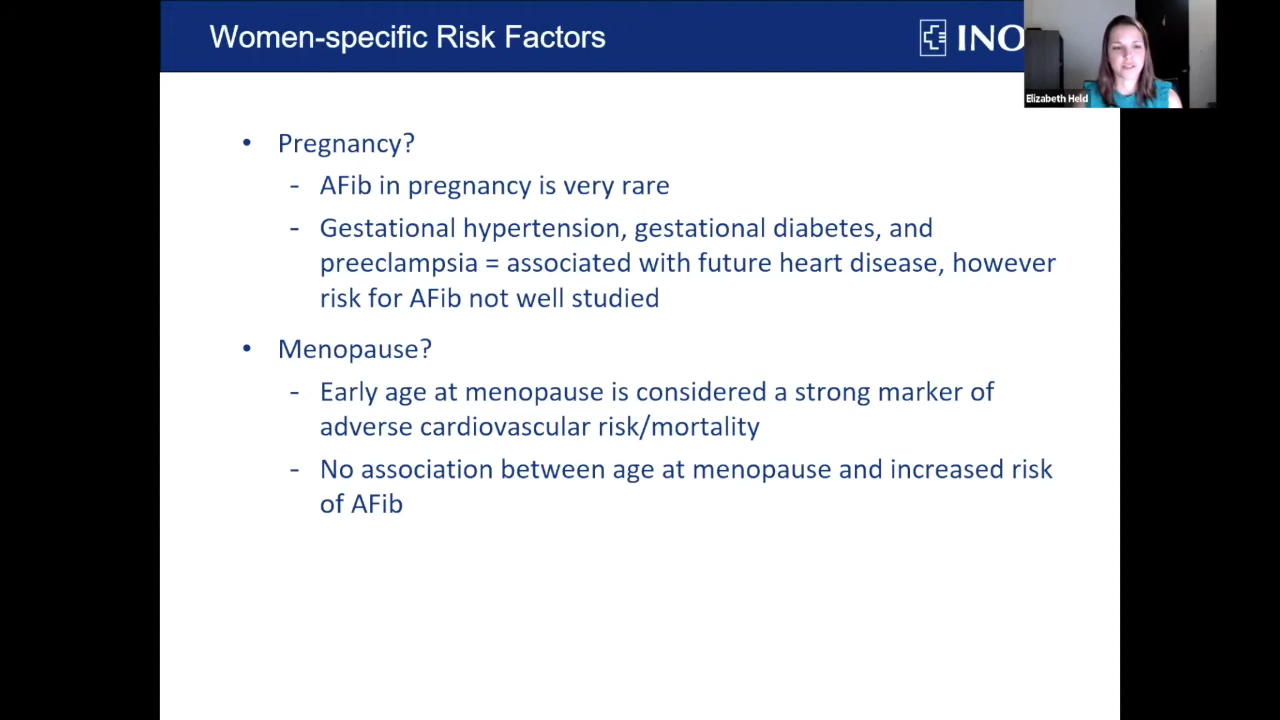 Women-specific Risk Factors
INO
Elizabeth Held
• Pregnancy?
- AFib in pregnancy is very rare
- Gestational hypertension, gestational diabetes, and
preeclampsia = associated with future heart disease, however
risk for AFib not well studied
• Menopause?
- Early age at menopause is considered a strong marker of
adverse cardiovascular risk/mortality
- No association between age at menopause and increased risk
of AFib